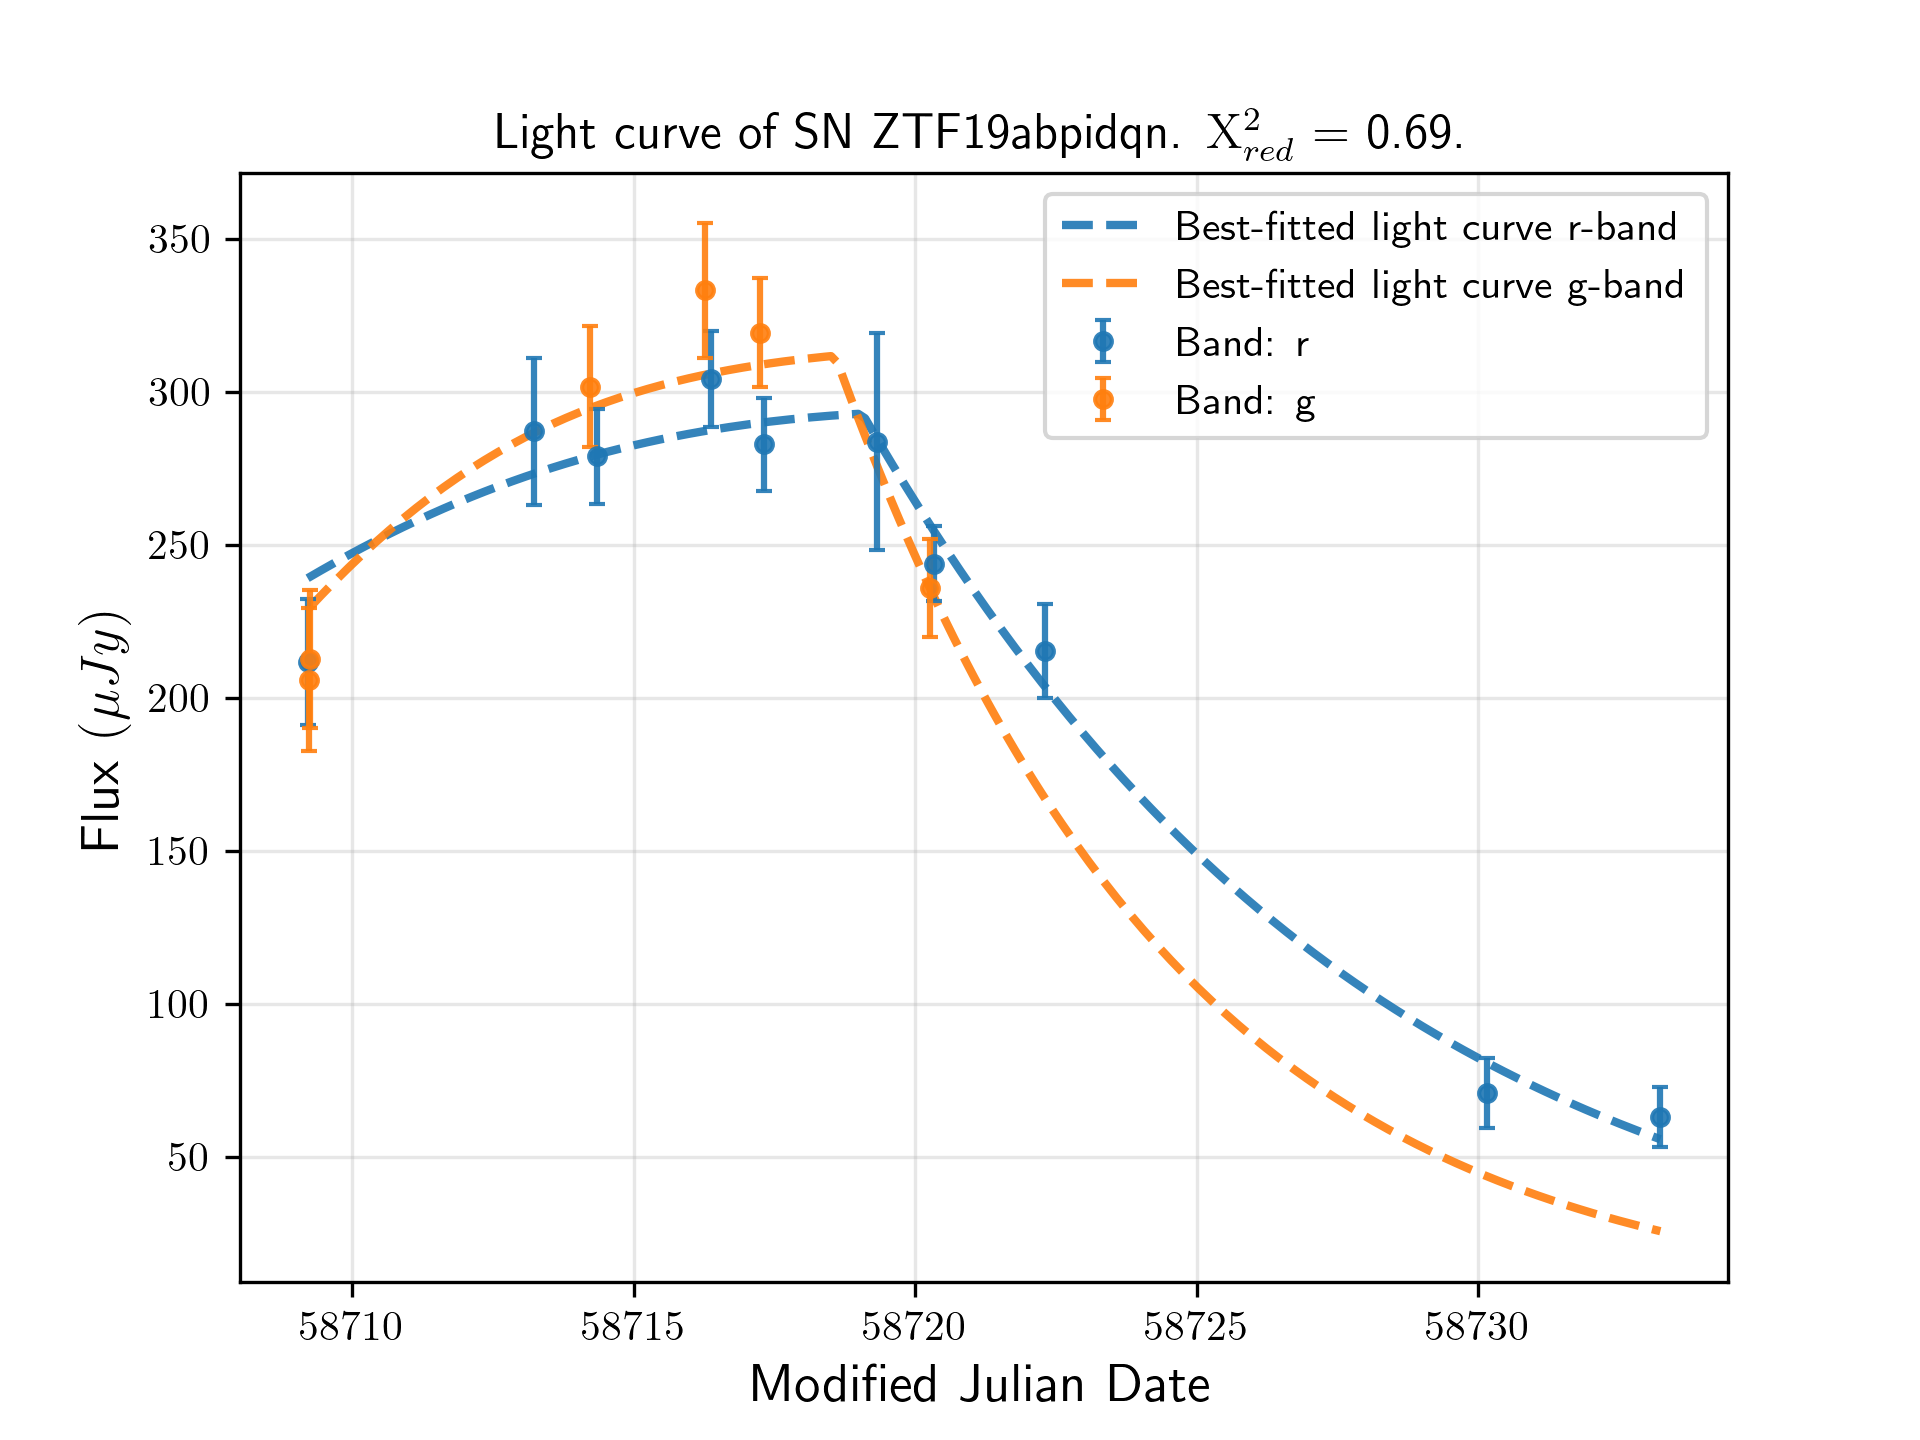 Light curve of SN ZTF19abpidqn. X²_red = 0.69.
Best-fitted light curve r-band
Best-fitted light curve g-band
Band: r
Band: g
350
300
250
200
150
100
50
Flux (μJy)
58710 58715 58720 58725 58730
Modified Julian Date